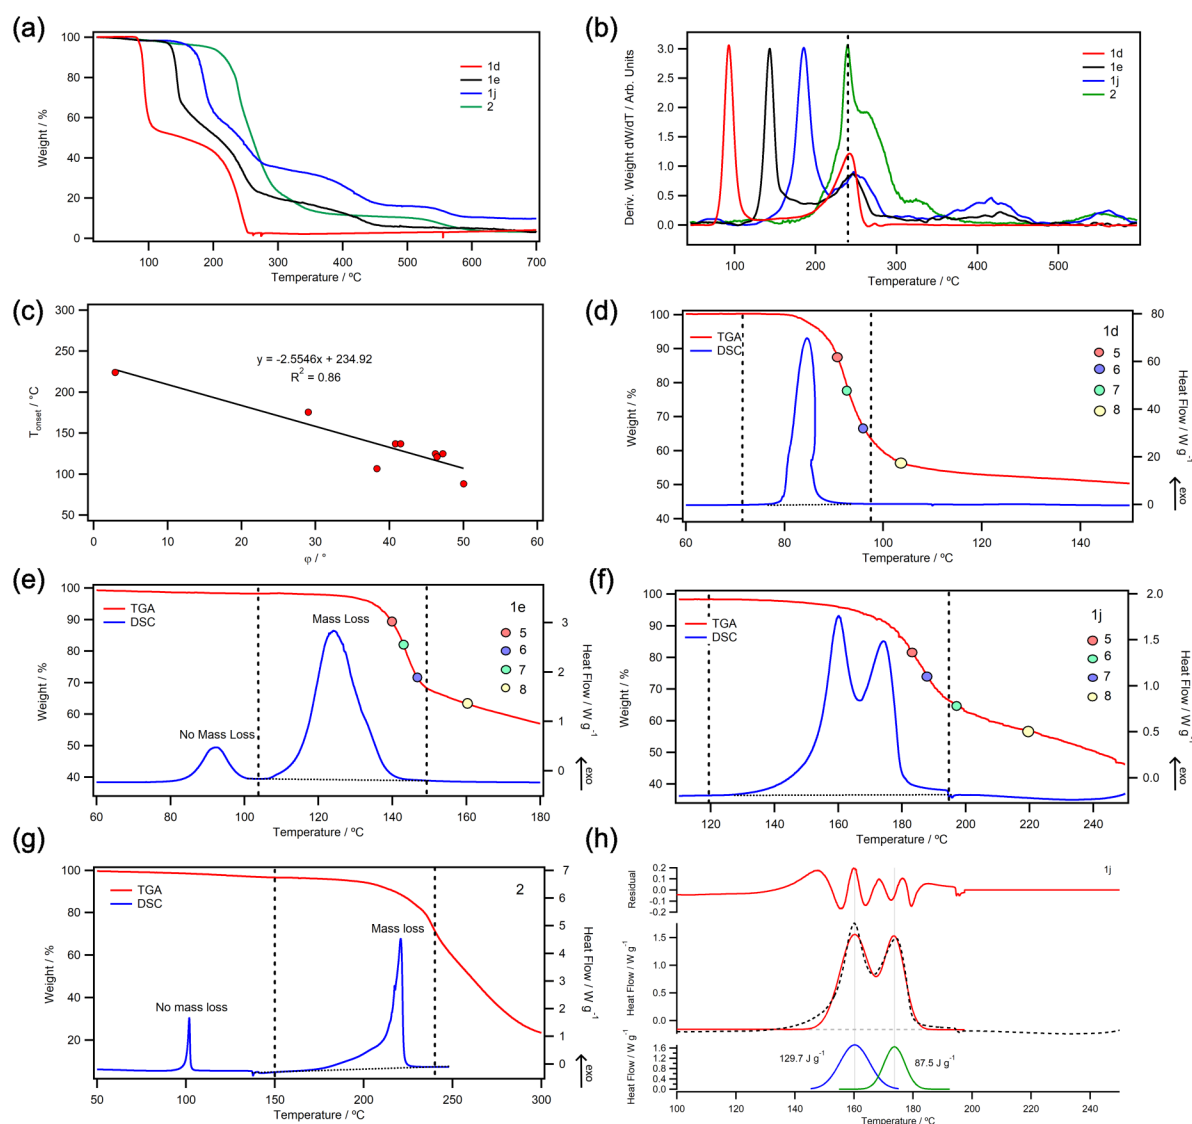 (a)
100
80
60
40
20
0
Weight / %
1d
1e
1j
2
100
200
300
400
500
600
700
Temperature / ºC
(b)
3.0
2.5
2.0
1.5
1.0
0.5
0.0
Deriv. Weight dW/dT / Arb. Units
1d
1e
1j
2
100
200
300
400
500
Temperature / ºC
(c)
300
250
200
150
100
50
Tonset / °C
y = -2.5546x + 234.92
R2 = 0.86
0
10
20
30
40
50
60
φ / °
(d)
100
90
80
70
60
50
40
Weight / %
TGA
DSC
1d
5
6
7
8
80
60
40
20
0
Heat Flow / W g-1
exo
60
80
100
120
140
Temperature / ºC
(e)
100
90
80
70
60
50
40
Weight / %
TGA
DSC
No Mass Loss
Mass Loss
1e
5
6
7
8
3
2
1
0
Heat Flow / W g-1
exo
60
80
100
120
140
160
180
Temperature / ºC
(f)
100
90
80
70
60
50
40
Weight / %
TGA
DSC
1j
5
6
7
8
2.0
1.5
1.0
0.5
0.0
Heat Flow / W g-1
exo
120
140
160
180
200
220
240
Temperature / ºC
(g)
100
80
60
40
20
Weight / %
TGA
DSC
No mass loss
Mass loss
2
7
6
5
4
3
2
1
0
Heat Flow / W g-1
exo
50
100
150
200
250
300
Temperature / ºC
(h)
0.2
0.1
0.0
-0.1
-0.2
Residual
1j
1.5
1.0
0.5
0.0
Heat Flow / W g-1
1.6
1.2
0.8
0.4
0.0
Heat Flow / W g-1
129.7 J g-1
87.5 J g-1
100
120
140
160
180
200
220
240
Temperature / ºC